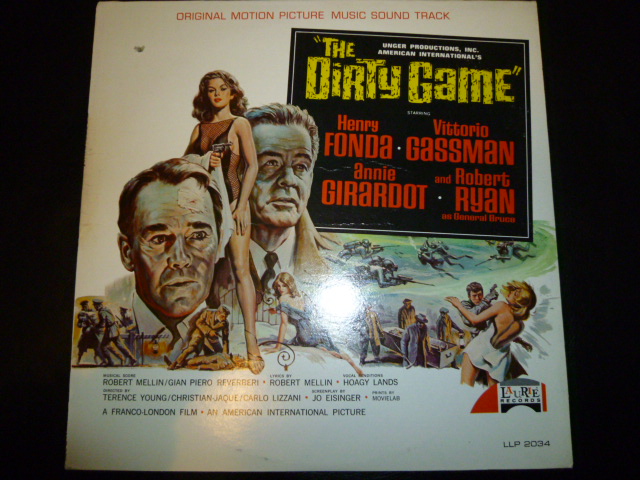 ORIGINAL MOTION PICTURE MUSIC SOUND TRACK
UNGER PRODUCTIONS, INC.
AMERICAN INTERNATIONAL'S
"THE
DIRTY GAME"
STARRING
Henry FONDA · Vittorio GASSMAN
annie GIRARDOT · and Robert RYAN
as General Bruce
MUSICAL SCORE
ROBERT MELLIN/GIAN PIERO REVERBERI •
LYRICS BY
ROBERT MELLIN •
VOCAL RENDITIONS
HOAGY LANDS
DIRECTED BY
TERENCE YOUNG/CHRISTIAN-JAQUE/CARLO LIZZANI •
SCREENPLAY BY
JO EISINGER •
PRINTS BY
MOVIELAB
A FRANCO-LONDON FILM • AN AMERICAN INTERNATIONAL PICTURE
LAURIE
RECORDS
LLP 2034